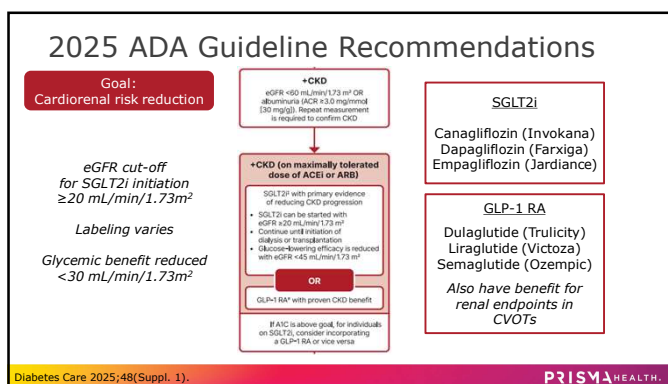 2025 ADA Guideline Recommendations
Goal:
Cardiorenal risk reduction
eGFR cut-off
for SGLT2i initiation
≥20 mL/min/1.73m²
Labeling varies
Glycemic benefit reduced
<30 mL/min/1.73m²
+CKD
eGFR <60 mL/min/1.73 m² OR
albuminuria (ACR ≥3.0 mg/mmol
[30 mg/g]). Repeat measurement
is required to confirm CKD
+CKD (on maximally tolerated
dose of ACEi or ARB)
SGLT2i² with primary evidence
of reducing CKD progression
• SGLT2i can be started with
eGFR ≥20 mL/min/1.73 m²
• Continue until initiation of
dialysis or transplantation
• Glucose-lowering efficacy is reduced
with eGFR <45 mL/min/1.73 m²
OR
GLP-1 RA⁴ with proven CKD benefit
If A1C is above goal, for individuals
on SGLT2i, consider incorporating
a GLP-1 RA or vice versa
SGLT2i
Canagliflozin (Invokana)
Dapagliflozin (Farxiga)
Empagliflozin (Jardiance)
GLP-1 RA
Dulaglutide (Trulicity)
Liraglutide (Victoza)
Semaglutide (Ozempic)
Also have benefit for
renal endpoints in
CVOTs
Diabetes Care 2025;48(Suppl. 1).
PRISMA HEALTH.